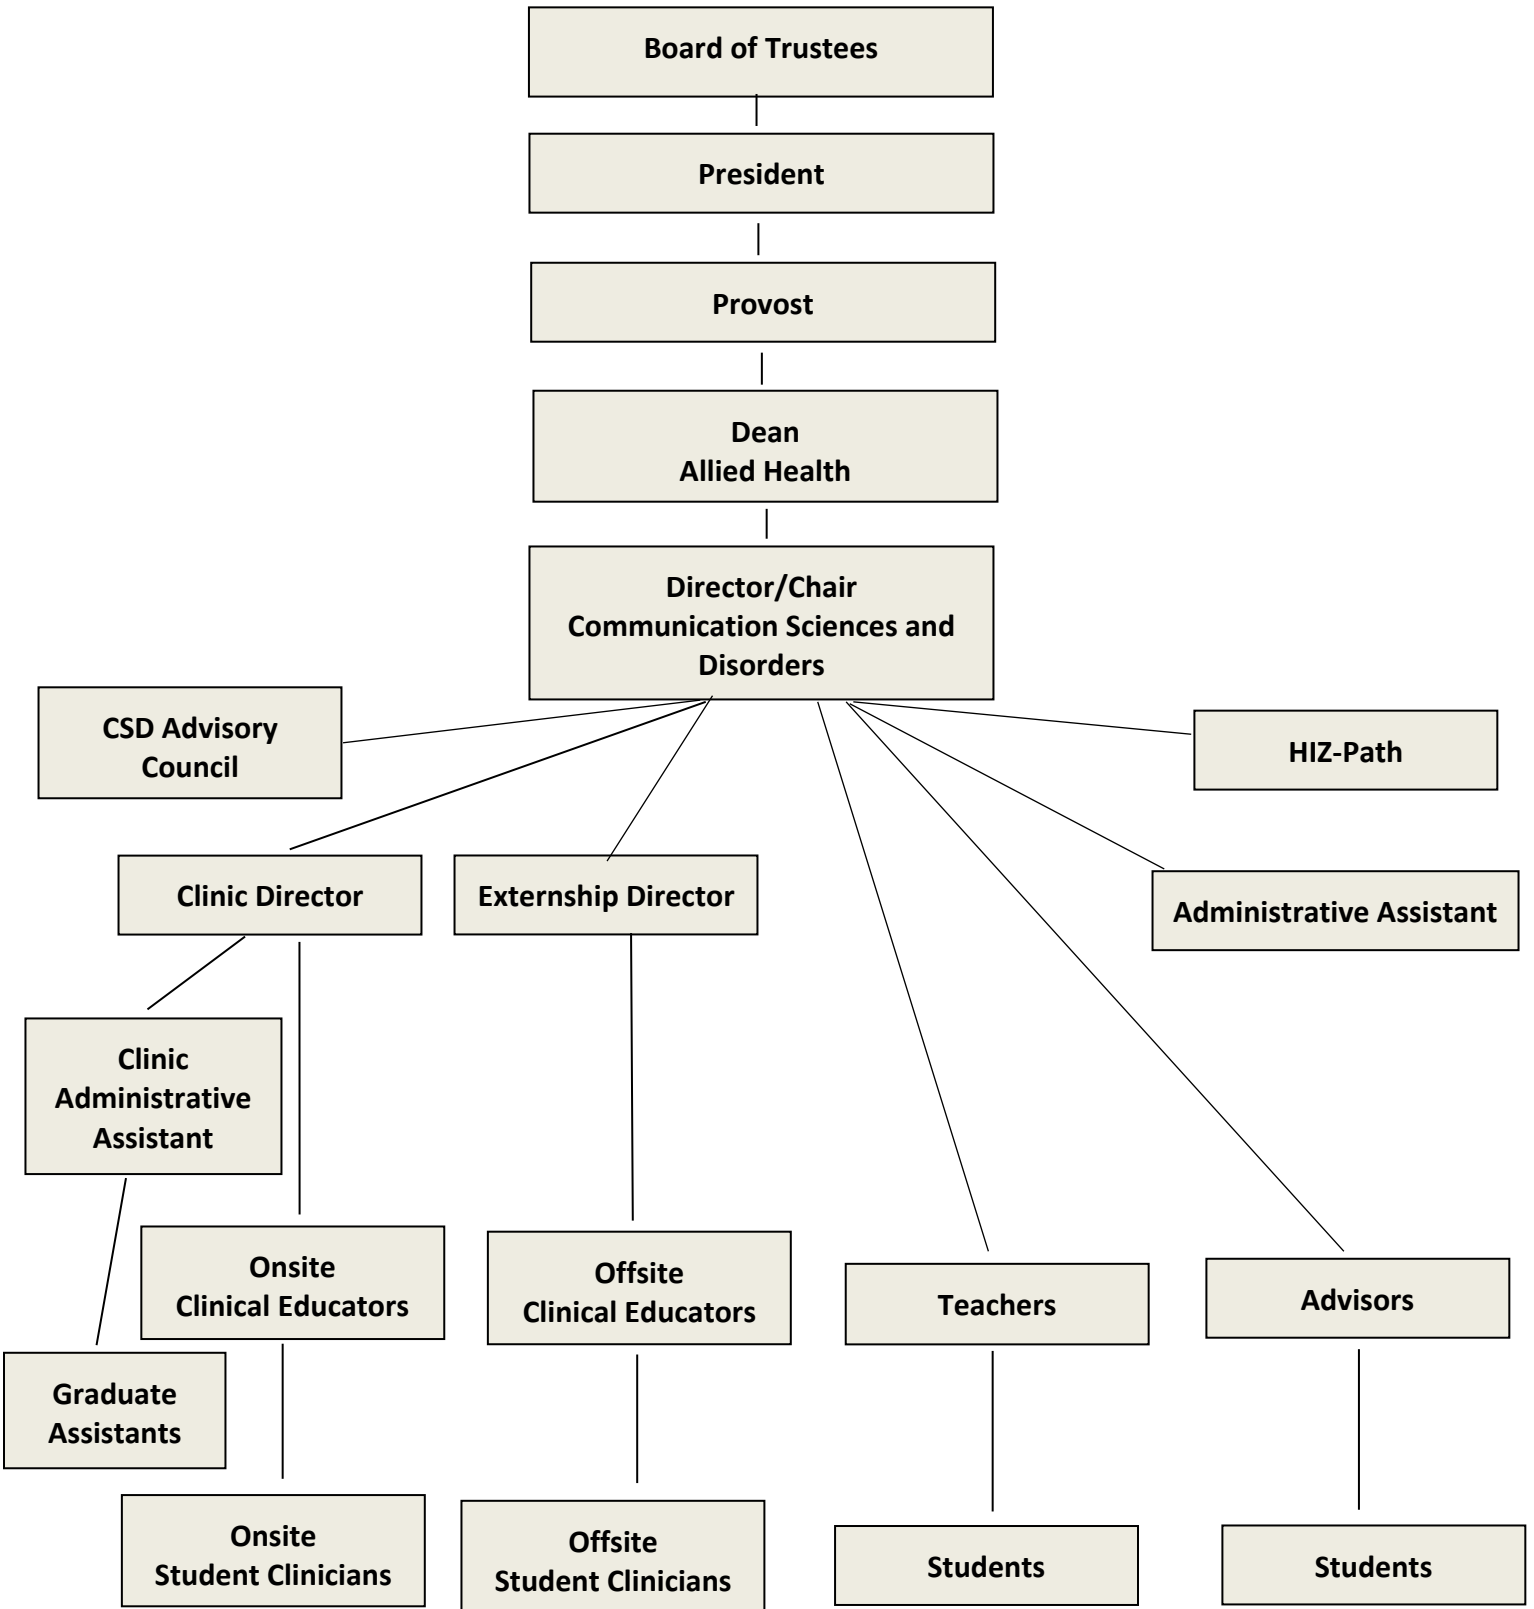 Board of Trustees
President
Provost
Dean
Allied Health
Director/Chair
Communication Sciences and
Disorders
CSD Advisory
Council
HIZ-Path
Clinic Director
Externship Director
Administrative Assistant
Clinic
Administrative
Assistant
Onsite
Clinical Educators
Offsite
Clinical Educators
Teachers
Advisors
Graduate
Assistants
Onsite
Student Clinicians
Offsite
Student Clinicians
Students
Students